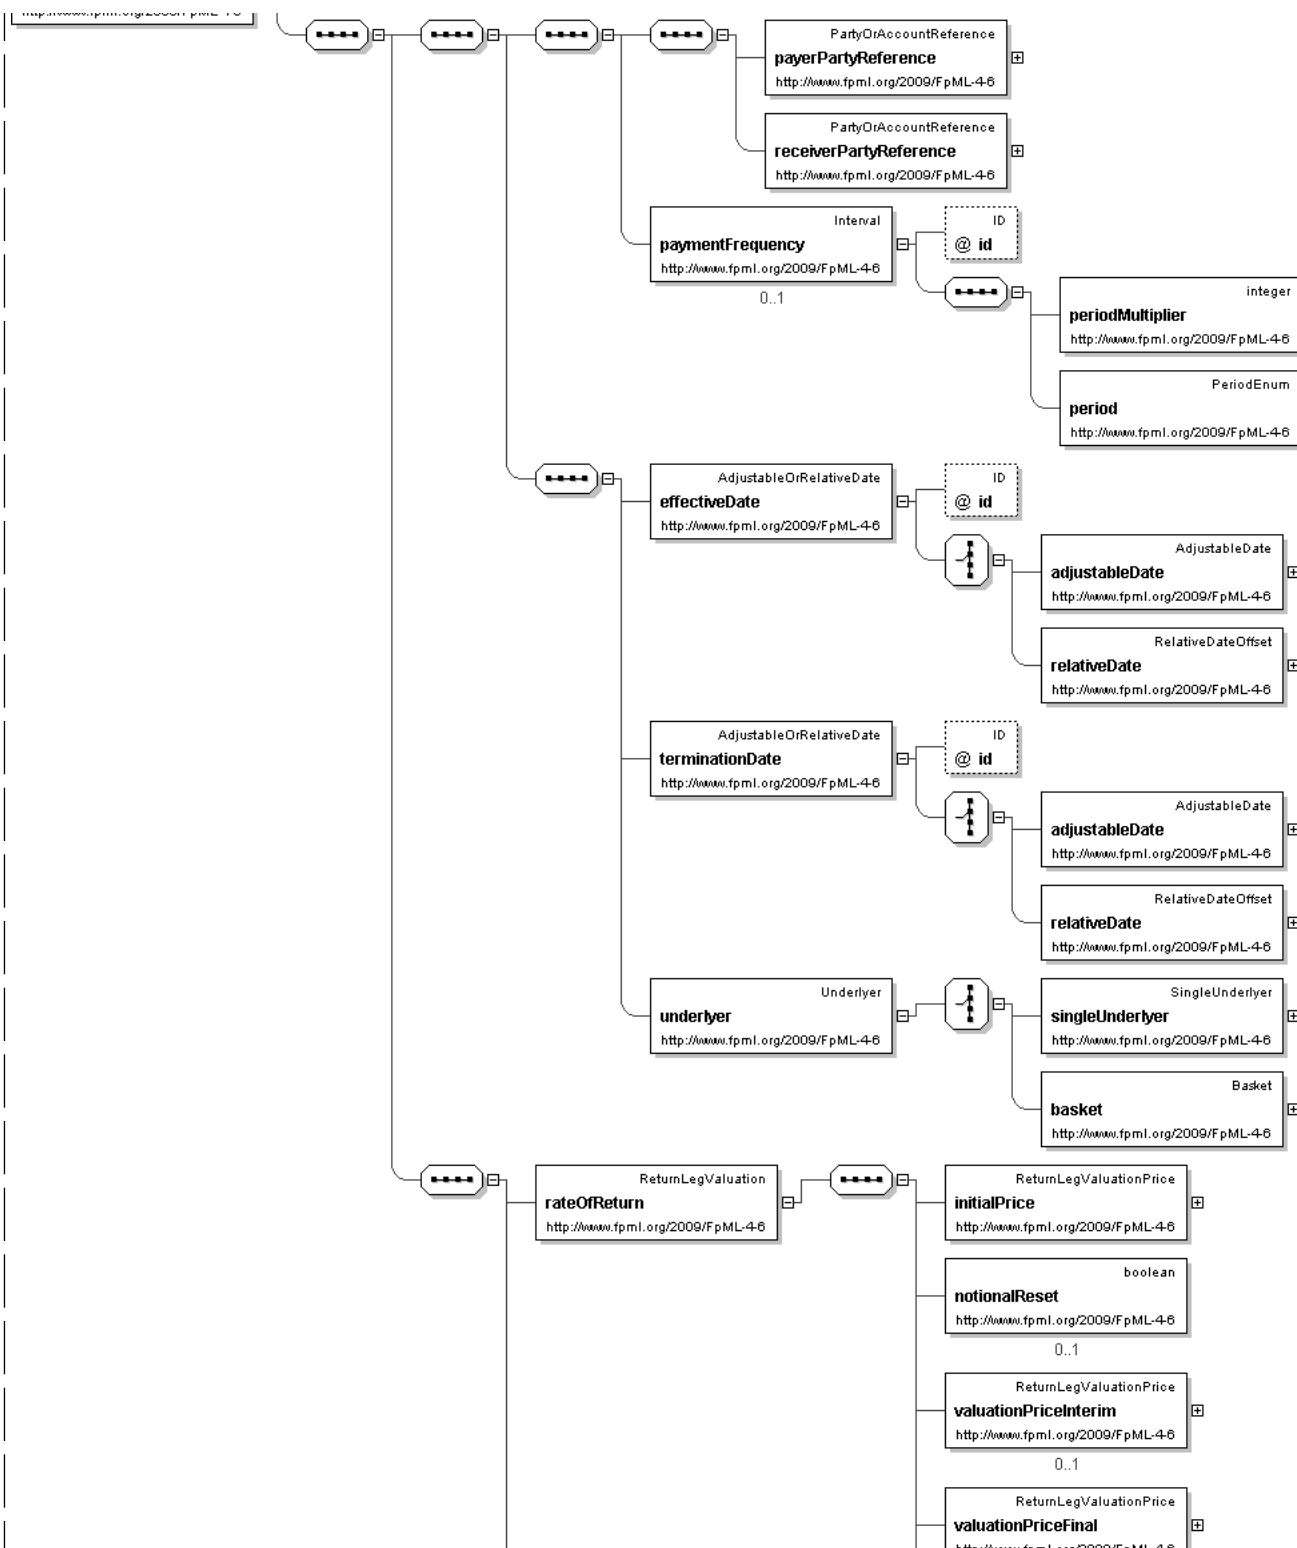 PartyOrAccountReference
payerPartyReference
http://www.fpml.org/2009/FpML-4-6
PartyOrAccountReference
receiverPartyReference
http://www.fpml.org/2009/FpML-4-6
Interval
paymentFrequency
http://www.fpml.org/2009/FpML-4-6
0..1
ID
@ id
integer
periodMultiplier
http://www.fpml.org/2009/FpML-4-6
PeriodEnum
period
http://www.fpml.org/2009/FpML-4-6
AdjustableOrRelativeDate
effectiveDate
http://www.fpml.org/2009/FpML-4-6
ID
@ id
AdjustableDate
adjustableDate
http://www.fpml.org/2009/FpML-4-6
RelativeDateOffset
relativeDate
http://www.fpml.org/2009/FpML-4-6
AdjustableOrRelativeDate
terminationDate
http://www.fpml.org/2009/FpML-4-6
ID
@ id
AdjustableDate
adjustableDate
http://www.fpml.org/2009/FpML-4-6
RelativeDateOffset
relativeDate
http://www.fpml.org/2009/FpML-4-6
Underlyer
underlyer
http://www.fpml.org/2009/FpML-4-6
SingleUnderlyer
singleUnderlyer
http://www.fpml.org/2009/FpML-4-6
Basket
basket
http://www.fpml.org/2009/FpML-4-6
ReturnLegValuation
rateOfReturn
http://www.fpml.org/2009/FpML-4-6
ReturnLegValuationPrice
initialPrice
http://www.fpml.org/2009/FpML-4-6
boolean
notionalReset
http://www.fpml.org/2009/FpML-4-6
0..1
ReturnLegValuationPrice
valuationPriceInterim
http://www.fpml.org/2009/FpML-4-6
0..1
ReturnLegValuationPrice
valuationPriceFinal